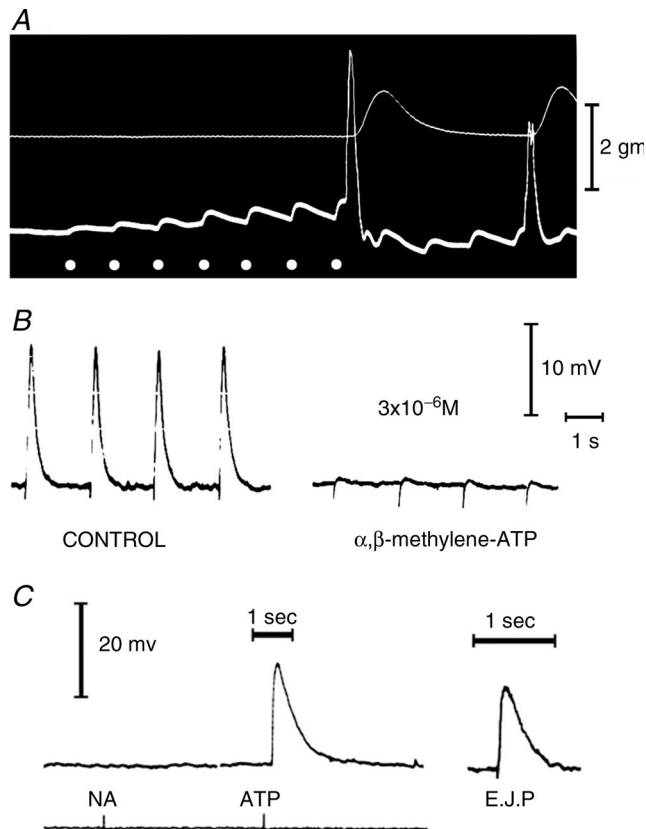 A
2 gm
B
10 mV
3x10⁻⁶M
1 s
CONTROL
α,β-methylene-ATP
C
1 sec
1 sec
20 mv
NA
ATP
E.J.P